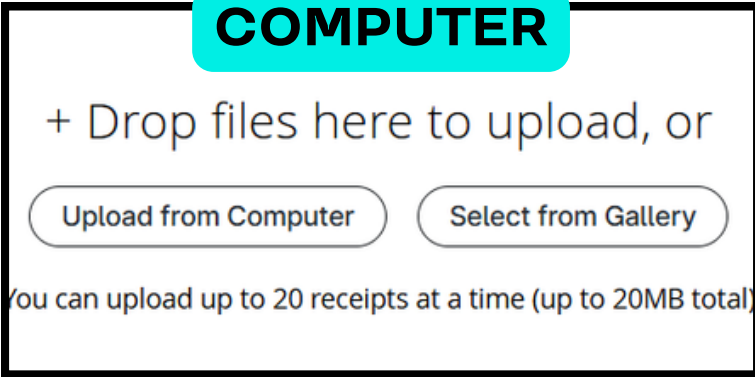 COMPUTER
+ Drop files here to upload, or
Upload from Computer
Select from Gallery
You can upload up to 20 receipts at a time (up to 20MB total)